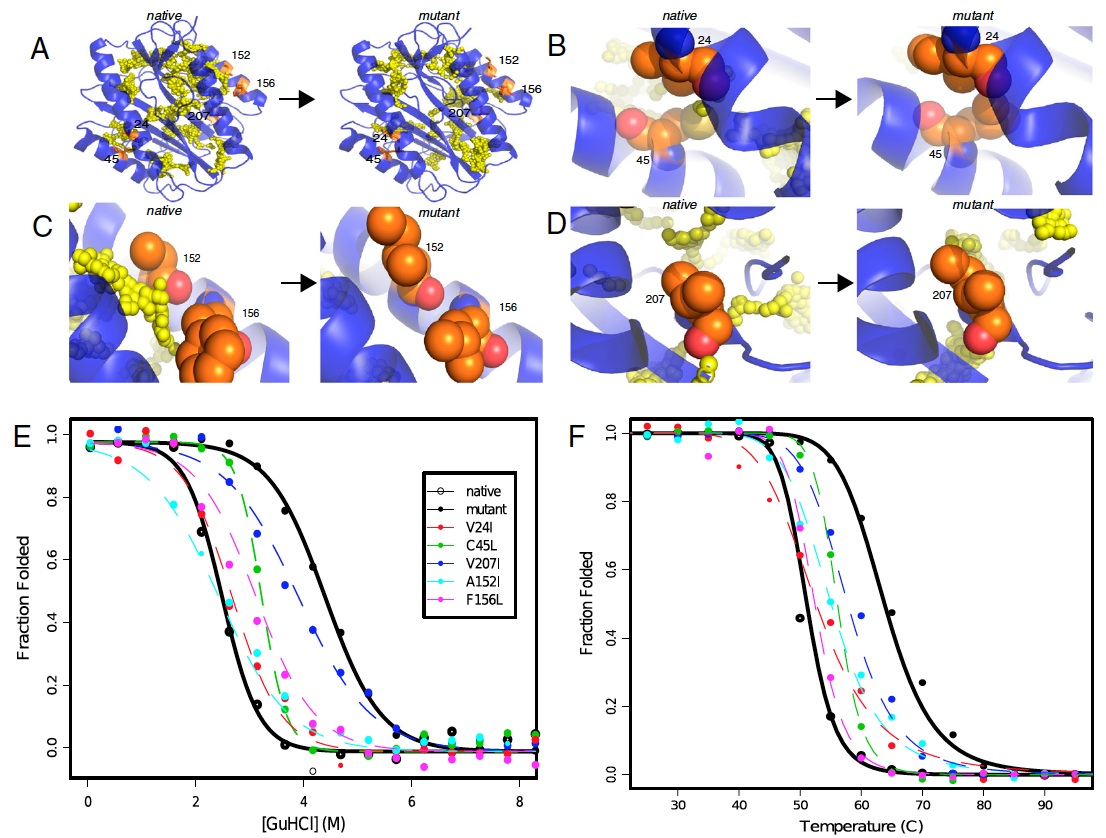 A
native
mutant
152
156
207
24
45
152
156
207
24
45
B
native
mutant
24
45
24
45
C
native
mutant
152
156
152
156
D
native
mutant
207
207
E
Fraction Folded
1.0
0.8
0.6
0.4
0.2
0.0
native
mutant
V24I
C45L
V207I
A152I
F156L
0 2 4 6 8
[GuHCl] (M)
F
Fraction Folded
1.0
0.8
0.6
0.4
0.2
0.0
30 40 50 60 70 80 90
Temperature (C)